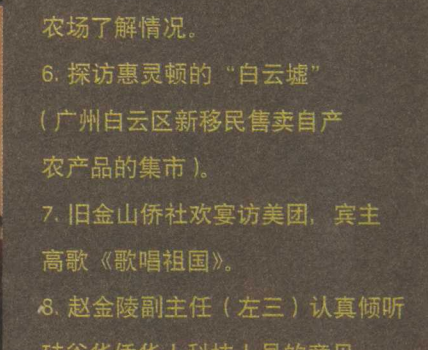 农场了解情况。
6. 探访惠灵顿的“白云墟”
(广州白云区新移民售卖自产
农产品的集市)。
7. 旧金山侨社欢宴访美团, 宾主
高歌《歌唱祖国》。
8. 赵金陵副主任(左三)认真倾听